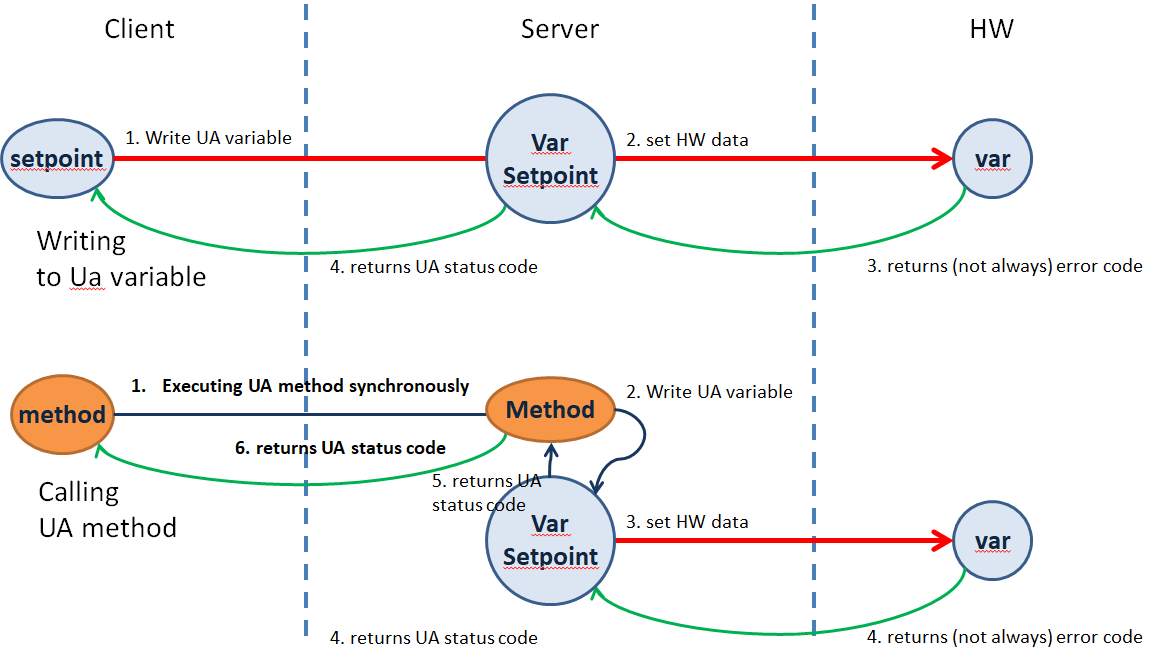 Client
Server
HW
1. Write UA variable
2. set HW data
setpoint
Var
Setpoint
var
Writing
to Ua variable
4. returns UA status code
3. returns (not always) error code
1. Executing UA method synchronously
2. Write UA variable
method
Method
6. returns UA status code
5. returns UA
status code
Calling
UA method
Var
Setpoint
3. set HW data
var
4. returns UA status code
4. returns (not always) error code